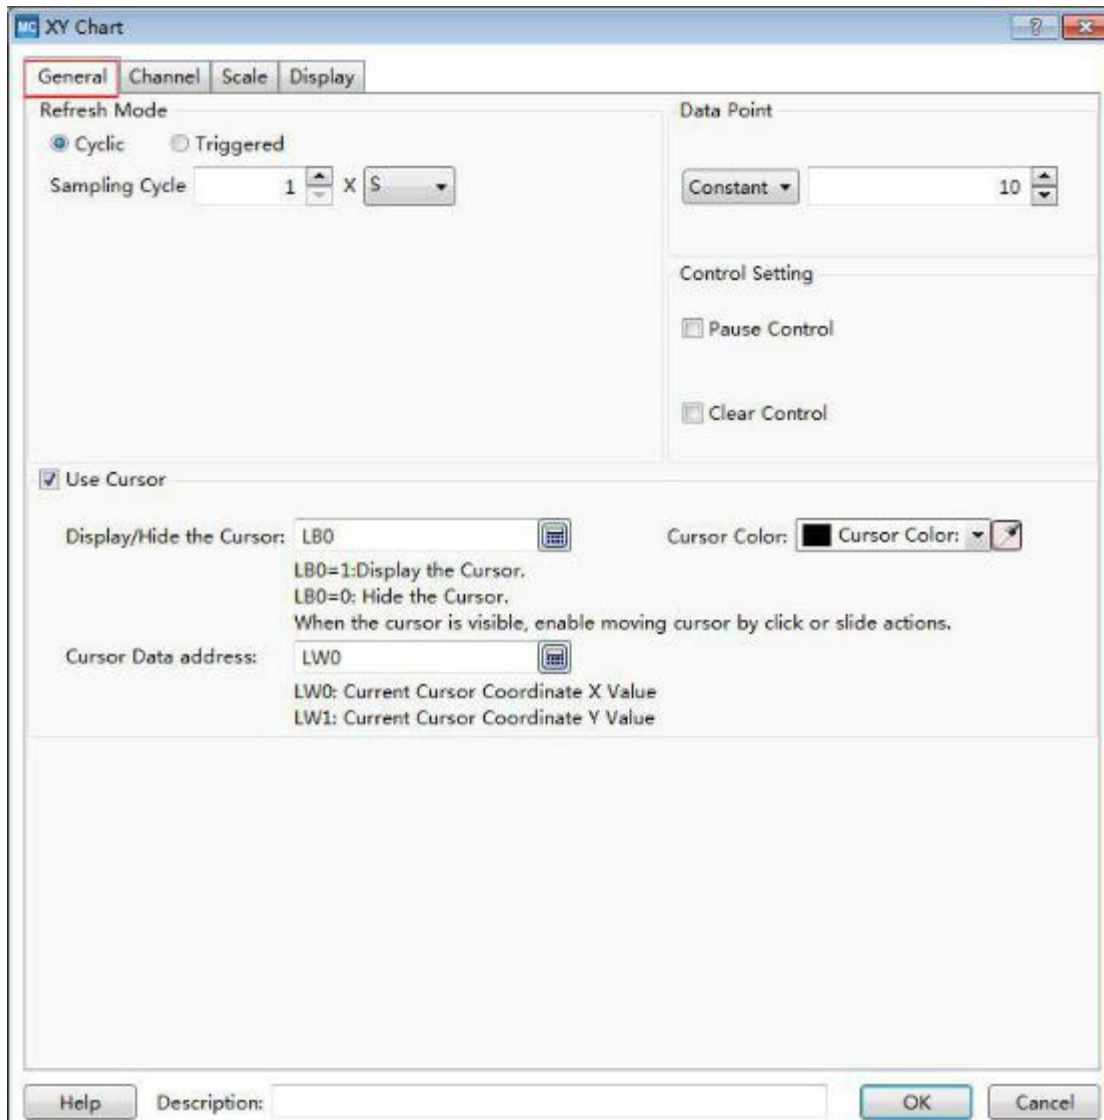 MC XY Chart
General Channel Scale Display
Refresh Mode
Cyclic Triggered
Sampling Cycle 1 X S
Data Point
Constant 10
Control Setting
Pause Control
Clear Control
Use Cursor
Display/Hide the Cursor: LB0 Cursor Color: Cursor Color:
LB0=1:Display the Cursor.
LB0=0: Hide the Cursor.
When the cursor is visible, enable moving cursor by click or slide actions.
Cursor Data address: LW0
LW0: Current Cursor Coordinate X Value
LW1: Current Cursor Coordinate Y Value
Help Description: OK Cancel